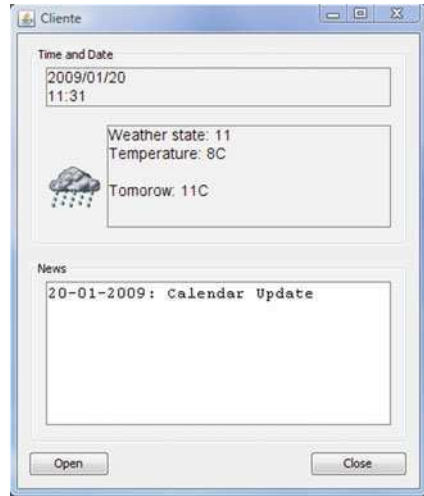 Cliente
Time and Date
2009/01/20
11:31
Weather state: 11
Temperature: 8C
Tomorow: 11C
News
20-01-2009: Calendar Update
Open
Close